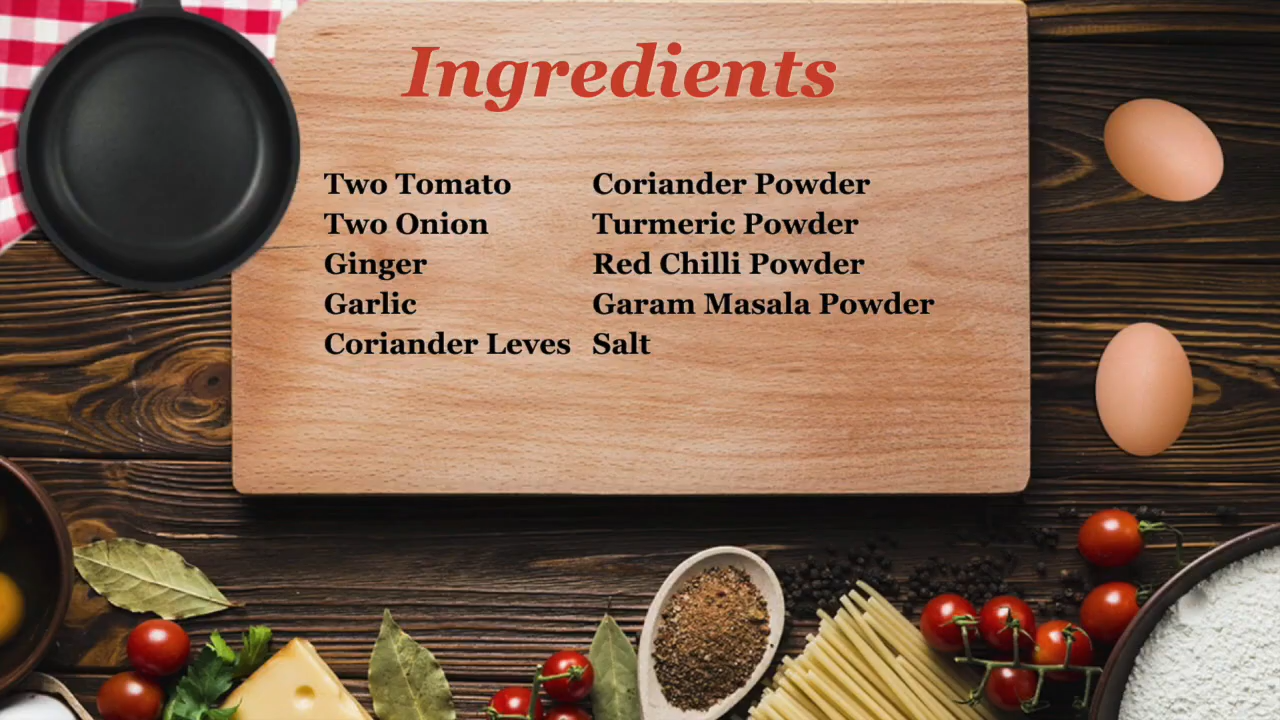 Ingredients
Two Tomato
Two Onion
Ginger
Garlic
Coriander Leves
Coriander Powder
Turmeric Powder
Red Chilli Powder
Garam Masala Powder
Salt